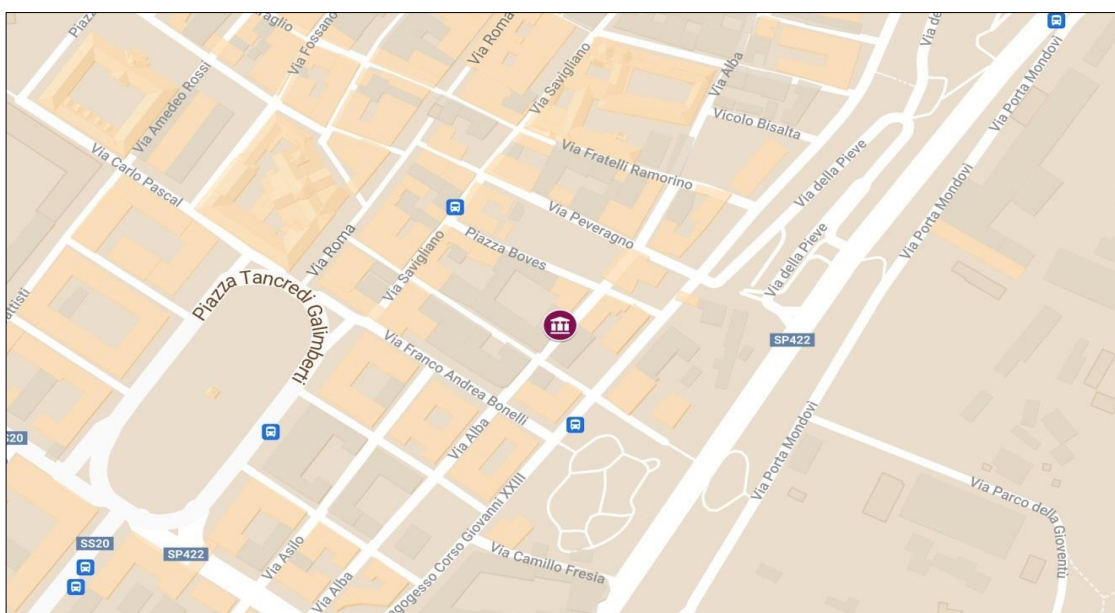 Piazza
Via Fossano
Via Roma
Via Savigliano
Via Alba
Via Porta Mondovì
Via Amedeo Rossi
Vicolo Bisalta
Via Carlo Pascal
Via Fratelli Ramorino
Via della Pieve
Via Porta Mondovì
Via Peveragno
Via Roma
Piazza Boves
Via Savigliano
Via della Pieve
Piazza Tancredi Galimberti
SP422
Via Franco Andrea Bonelli
Via Porta Mondovì
Via Alba
Via Parco della Gioventù
SS20
SP422
Via Asilo
Via Alba
Corso Giovanni XXIII
Via Camillo Fresia